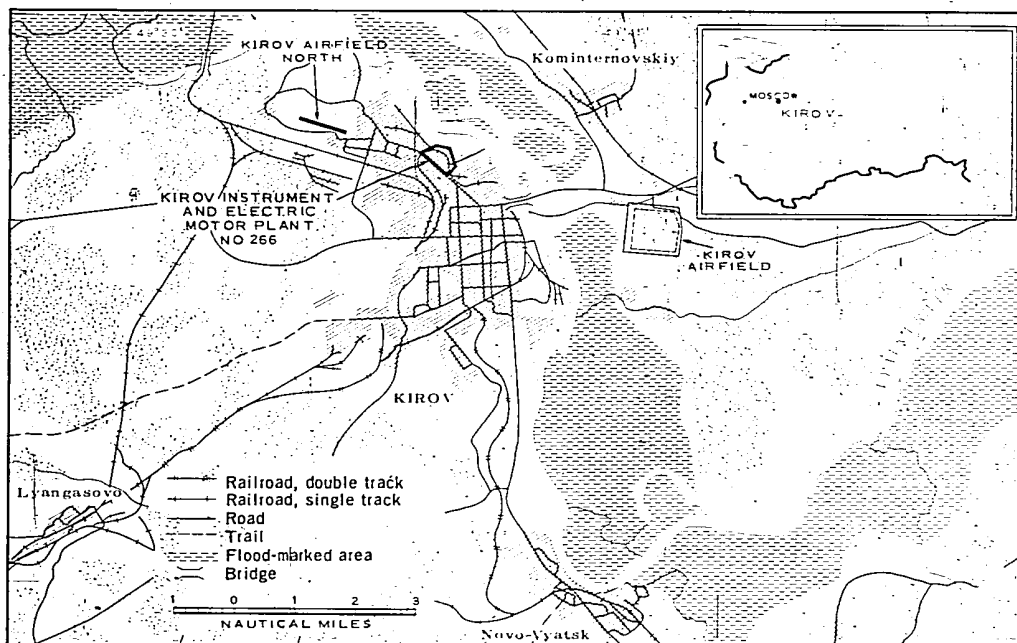 KIROV AIRFIELD
NORTH
Kominternovskiy
MOSCOW
KIROV
KIROV INSTRUMENT
AND ELECTRIC
MOTOR PLANT
NO 266
KIROV
AIRFIELD
KIROV
Lyangasovo
Railroad, double track
Railroad, single track
Road
Trail
Flood-marked area
Bridge
1 0 1 2 3
NAUTICAL MILES
Novo-Vyatsk